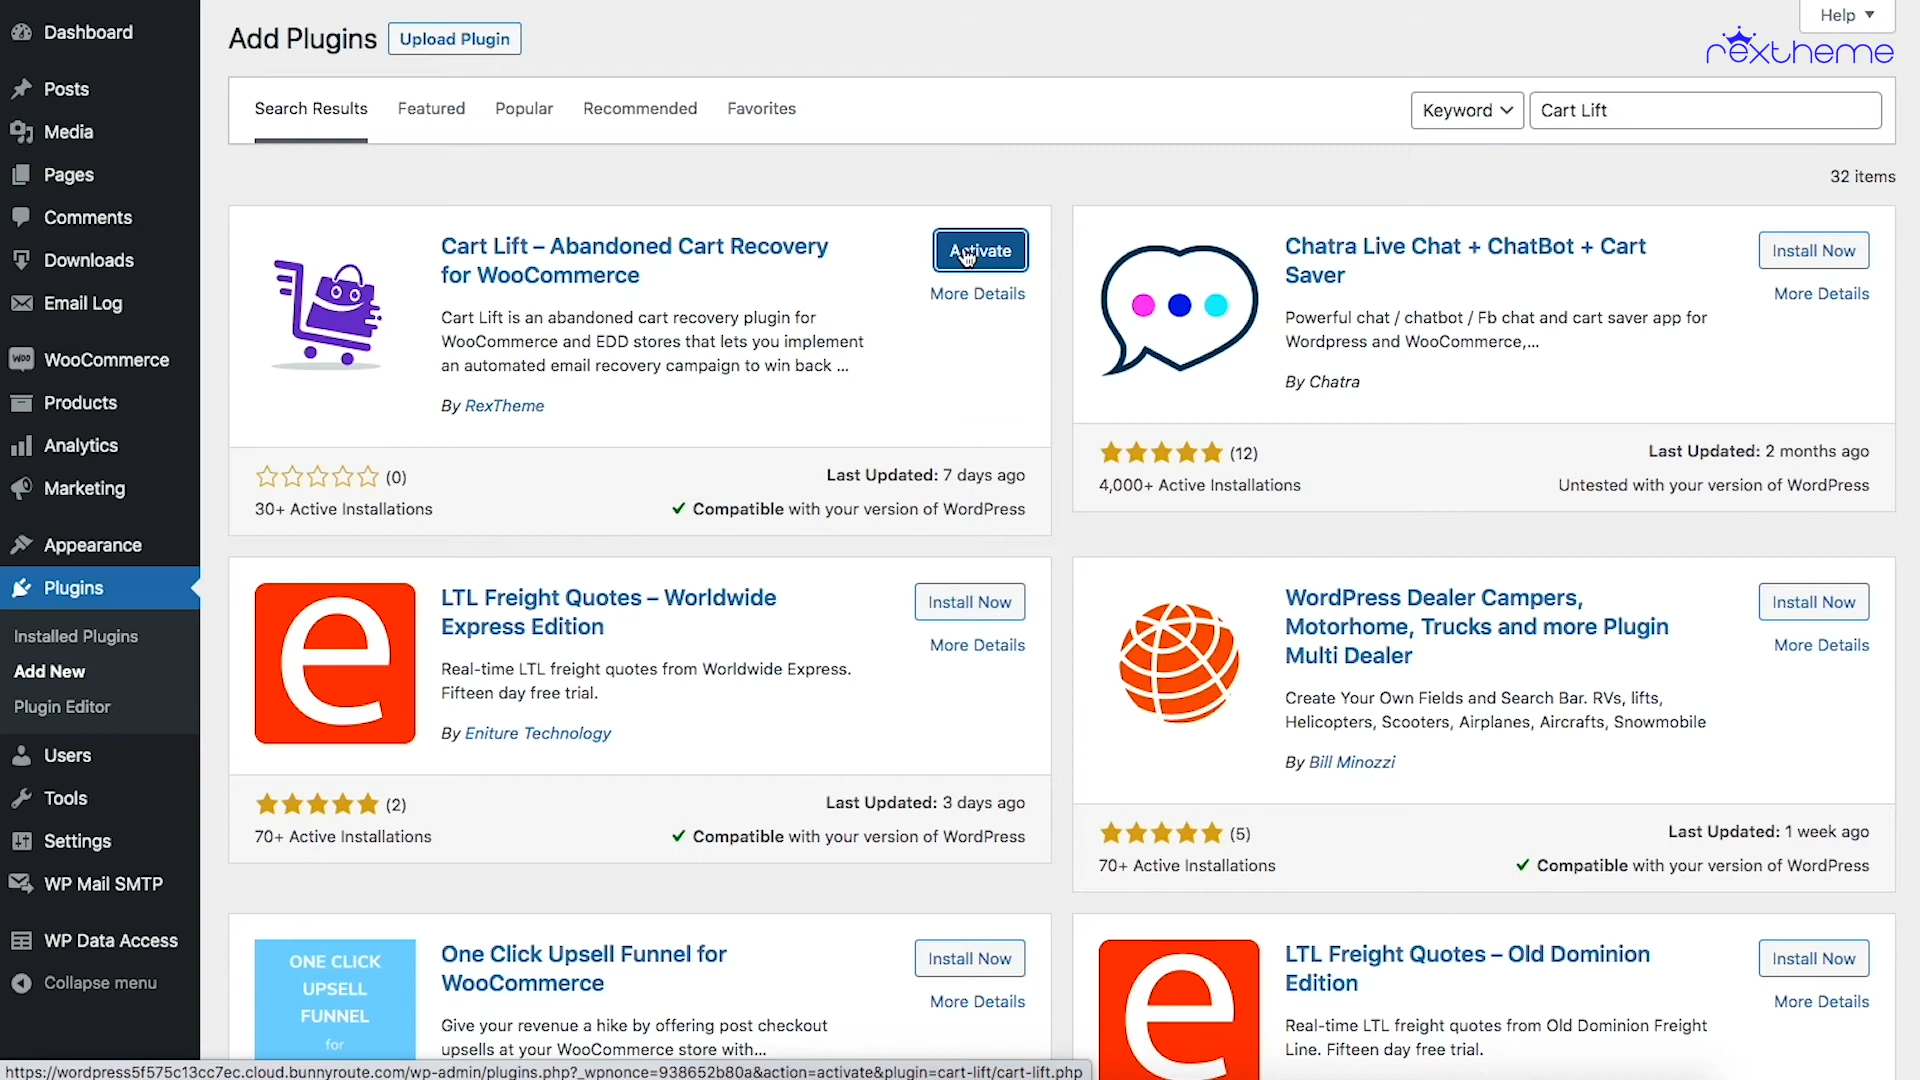 Dashboard
Posts
Media
Pages
Comments
Downloads
Email Log
WOO
WooCommerce
Products
Analytics
Marketing
Appearance
Plugins
Installed Plugins
Add New
Plugin Editor
Users
Tools
Settings
WP Mail SMTP
WP Data Access
Collapse menu
Help
rextheme
Add Plugins
Upload Plugin
Search Results
Featured
Popular
Recommended
Favorites
Keyword
Cart Lift
32 items
Cart Lift – Abandoned Cart Recovery
for WooCommerce
Activate
More Details
Cart Lift is an abandoned cart recovery plugin for
WooCommerce and EDD stores that lets you implement
an automated email recovery campaign to win back ...
By RexTheme
(0)
Last Updated: 7 days ago
30+ Active Installations
Compatible with your version of WordPress
Chatra Live Chat + ChatBot + Cart
Saver
Install Now
More Details
Powerful chat / chatbot / Fb chat and cart saver app for
Wordpress and WooCommerce,...
By Chatra
(12)
Last Updated: 2 months ago
4,000+ Active Installations
Untested with your version of WordPress
e
LTL Freight Quotes – Worldwide
Express Edition
Install Now
More Details
Real-time LTL freight quotes from Worldwide Express.
Fifteen day free trial.
By Eniture Technology
(2)
Last Updated: 3 days ago
70+ Active Installations
Compatible with your version of WordPress
WordPress Dealer Campers,
Motorhome, Trucks and more Plugin
Multi Dealer
Install Now
More Details
Create Your Own Fields and Search Bar. RVs, lifts,
Helicopters, Scooters, Airplanes, Aircrafts, Snowmobile
By Bill Minozzi
(5)
Last Updated: 1 week ago
70+ Active Installations
Compatible with your version of WordPress
ONE CLICK
UPSELL
FUNNEL
for
One Click Upsell Funnel for
WooCommerce
Install Now
More Details
Give your revenue a hike by offering post checkout
upsells at your WooCommerce store with...
e
LTL Freight Quotes – Old Dominion
Edition
Install Now
More Details
Real-time LTL freight quotes from Old Dominion Freight
Line. Fifteen day free trial.
https://wordpress5f575c13cc7ec.cloud.bunnyroute.com/wp-admin/plugins.php?_wpnonce=938652b80a&action=activate&plugin=cart-lift/cart-lift.php